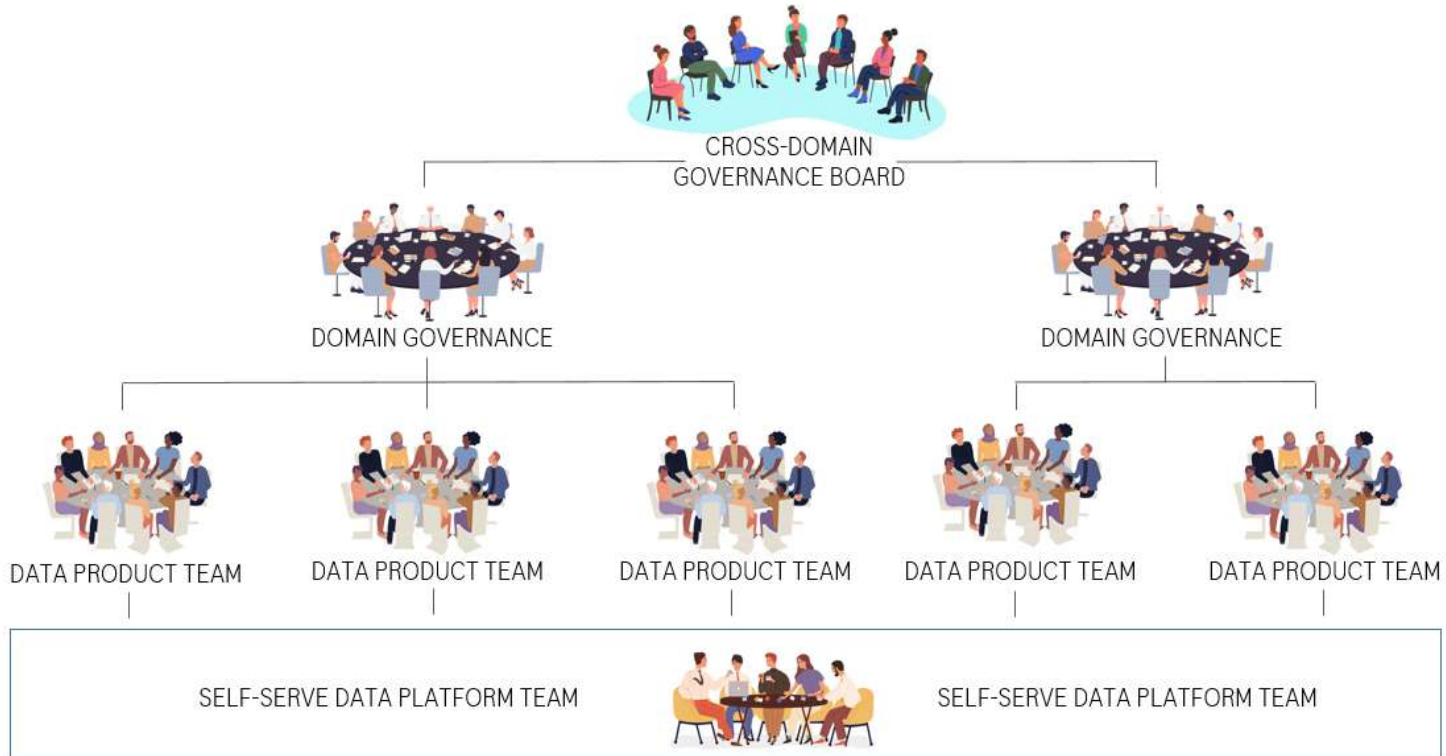 CROSS-DOMAIN
GOVERNANCE BOARD
DOMAIN GOVERNANCE
DOMAIN GOVERNANCE
DATA PRODUCT TEAM
DATA PRODUCT TEAM
DATA PRODUCT TEAM
DATA PRODUCT TEAM
DATA PRODUCT TEAM
SELF-SERVE DATA PLATFORM TEAM
SELF-SERVE DATA PLATFORM TEAM